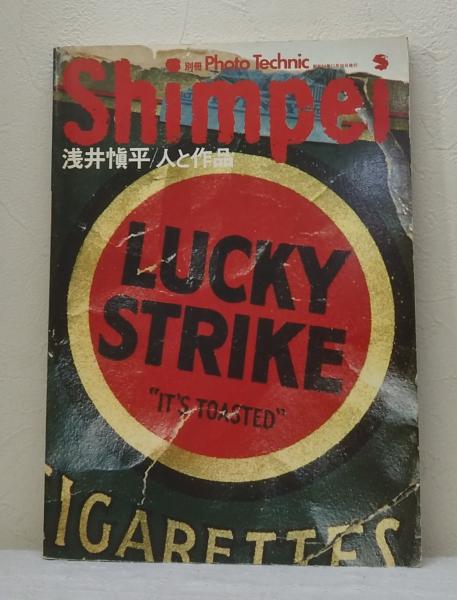 別冊 Photo Technic
Shimpei
浅井慎平/人と作品
LUCKY
STRIKE
"IT'S TOASTED"
CIGARETTES